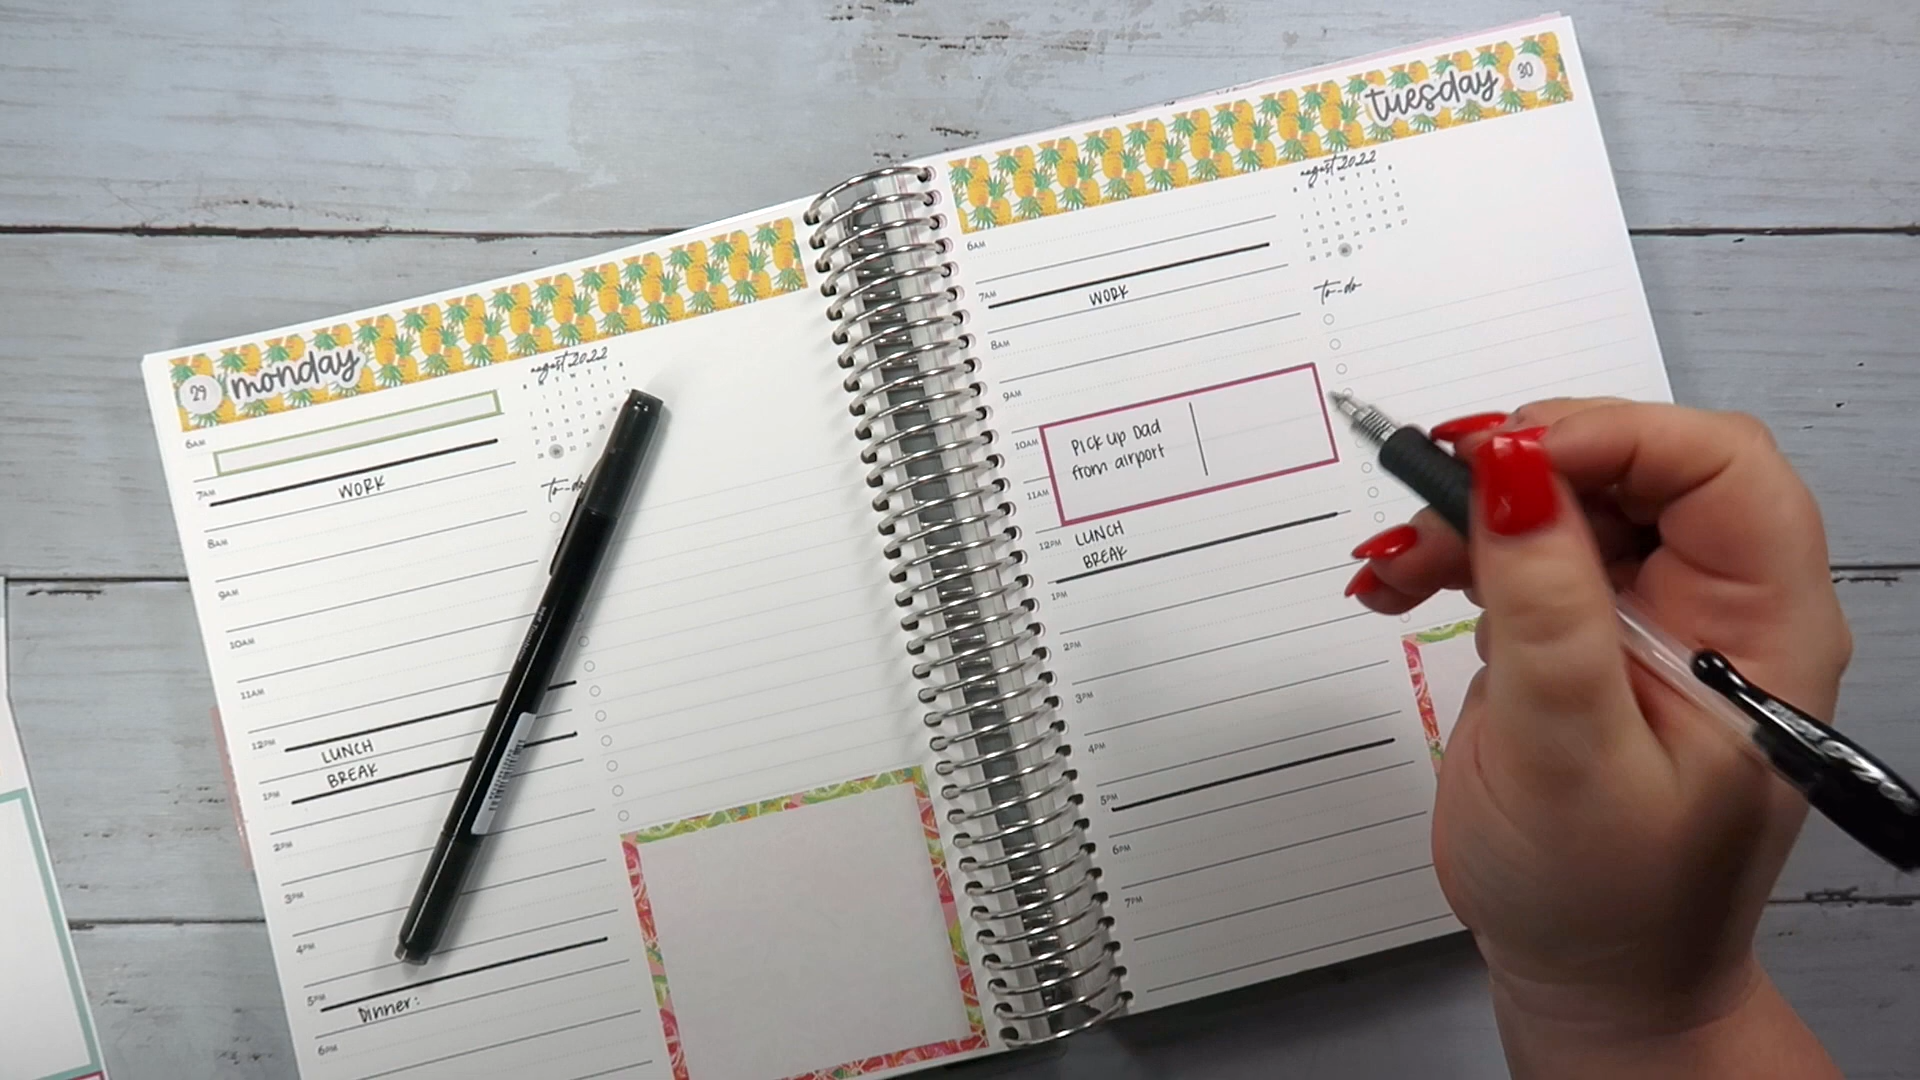 29 monday
august 2022
6AM
7AM
WORK
to-do
8AM
9AM
10AM
11AM
12PM
LUNCH
BREAK
1PM
2PM
3PM
4PM
5PM
Dinner:
6PM
tuesday 30
august 2022
6AM
7AM
WORK
to-do
8AM
9AM
10AM
Pick up Dad
from airport
11AM
12PM
LUNCH
BREAK
1PM
2PM
3PM
4PM
5PM
6PM
7PM